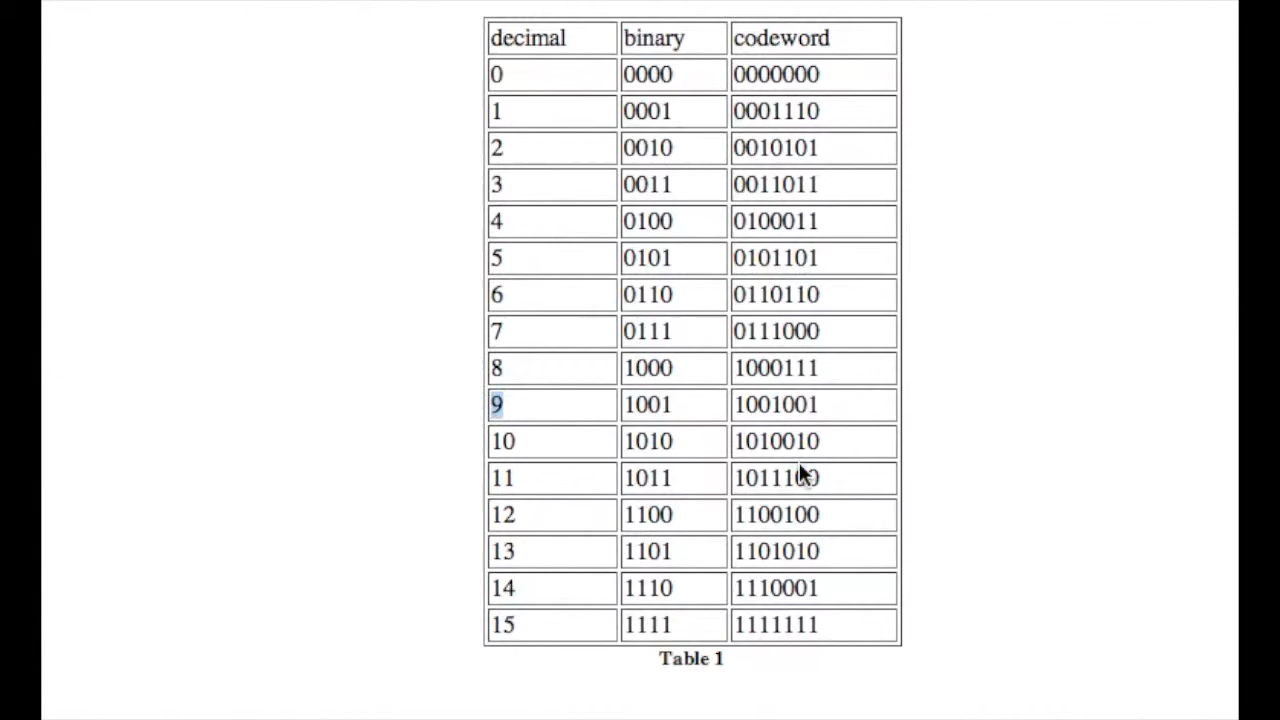 decimal binary codeword
0 0000 0000000
1 0001 0001110
2 0010 0010101
3 0011 0011011
4 0100 0100011
5 0101 0101101
6 0110 0110110
7 0111 0111000
8 1000 1000111
9 1001 1001001
10 1010 1010010
11 1011 1011100
12 1100 1100100
13 1101 1101010
14 1110 1110001
15 1111 1111111
Table 1